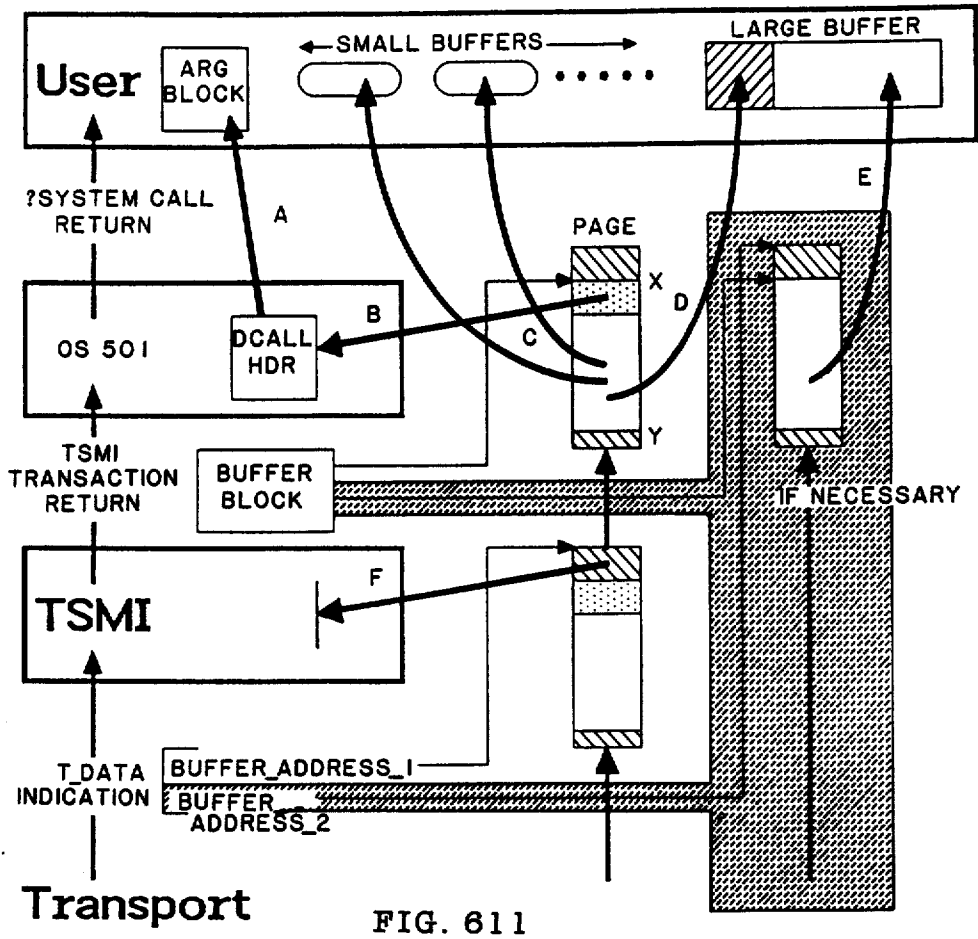 SMALL BUFFERS
LARGE BUFFER
User
ARG
BLOCK
?SYSTEM CALL
RETURN
A
E
PAGE
X
D
B
C
OS 501
DCALL
HDR
Y
TSMI
TRANSACTION
RETURN
BUFFER
BLOCK
IF NECESSARY
F
TSMI
T_DATA
INDICATION
BUFFER_ADDRESS_1
BUFFER_
ADDRESS_2
Transport
FIG. 611